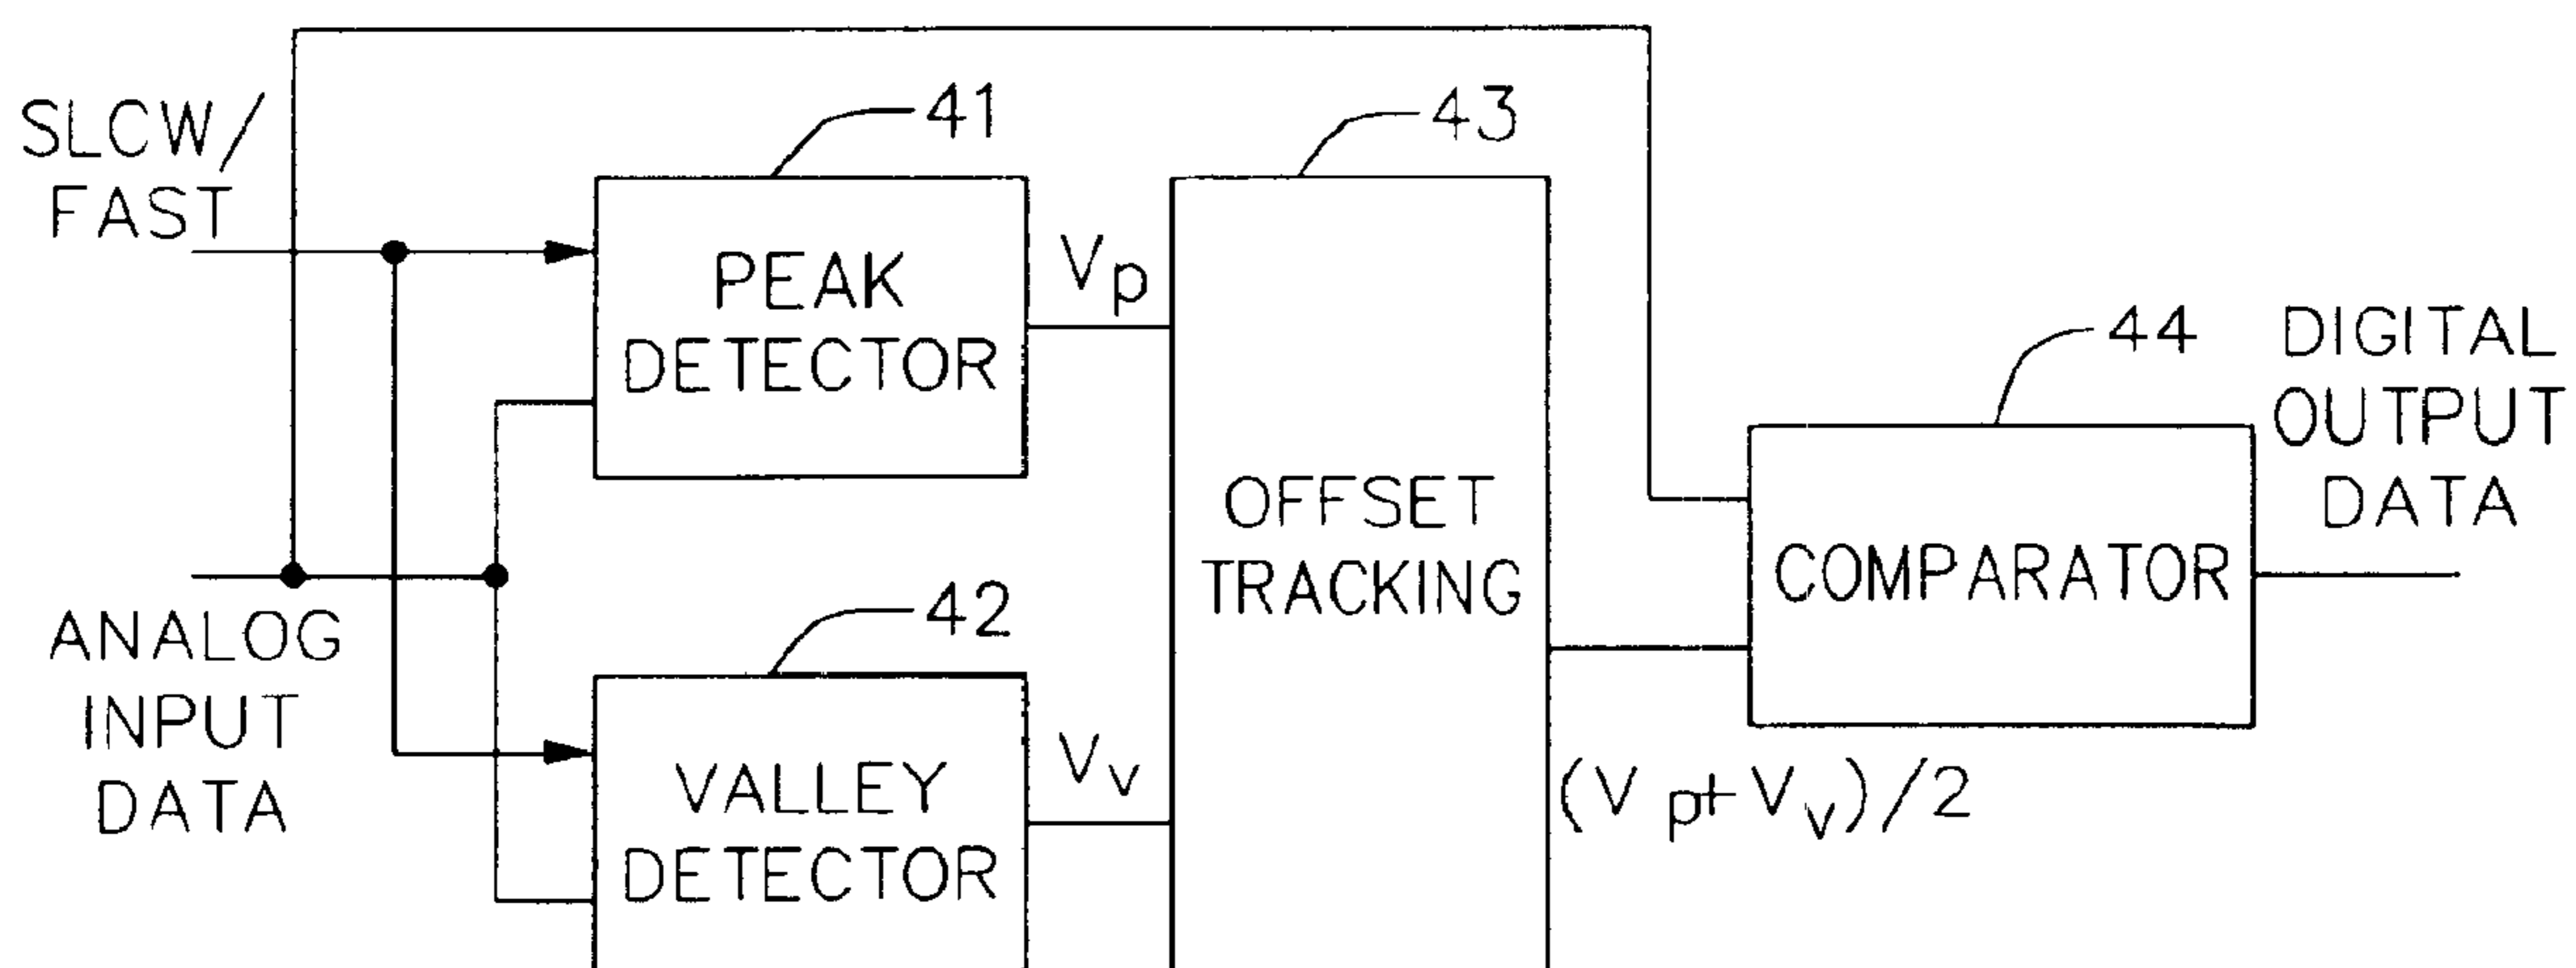 SLCW/
FAST
41
43
PEAK
DETECTOR
Vp
44
DIGITAL
OUTPUT
DATA
OFFSET
TRACKING
COMPARATOR
ANALOG
INPUT
DATA
42
VALLEY
DETECTOR
Vv
(Vp+Vv)/2